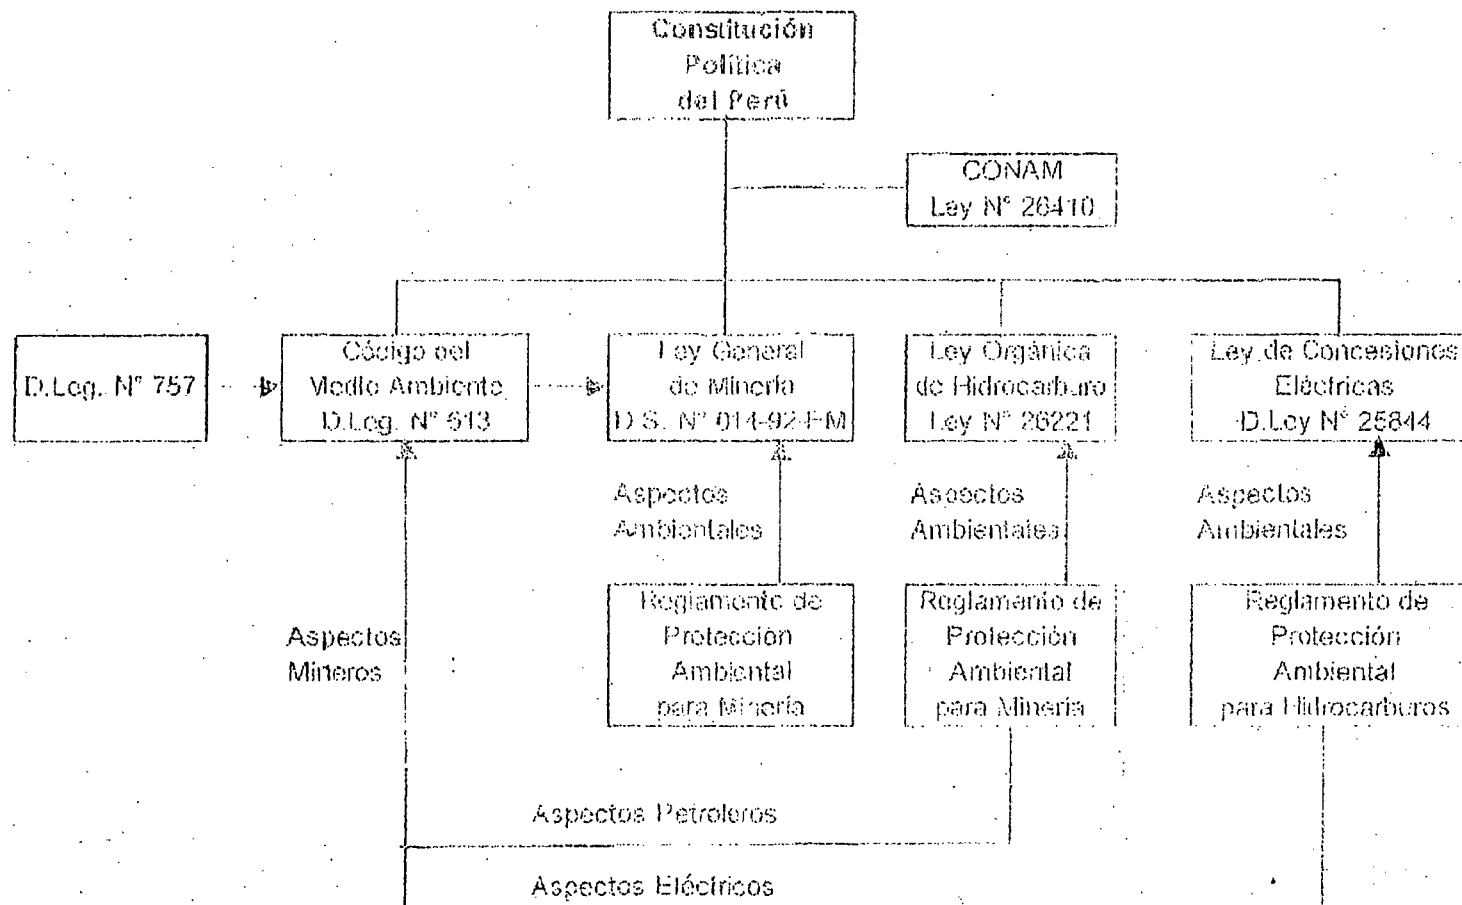 Constitución
Política
del Perú
CONAM
Ley N° 26410
D.Leg. N° 757
Código del
Medio Ambiente
D.Leg. N° 613
Ley General
de Minería
D.S. N° 014-92-EM
Ley Orgánica
de Hidrocarburo
Ley N° 26221
Ley de Concesiones
Eléctricas
D.Ley N° 25844
Aspectos
Ambientales
Aspectos
Ambientales
Aspectos
Ambientales
Aspectos
Mineros
Reglamento de
Protección
Ambiental
para Minería
Reglamento de
Protección
Ambiental
para Minería
Reglamento de
Protección
Ambiental
para Hidrocarburos
Aspectos Petroleros
Aspectos Eléctricos